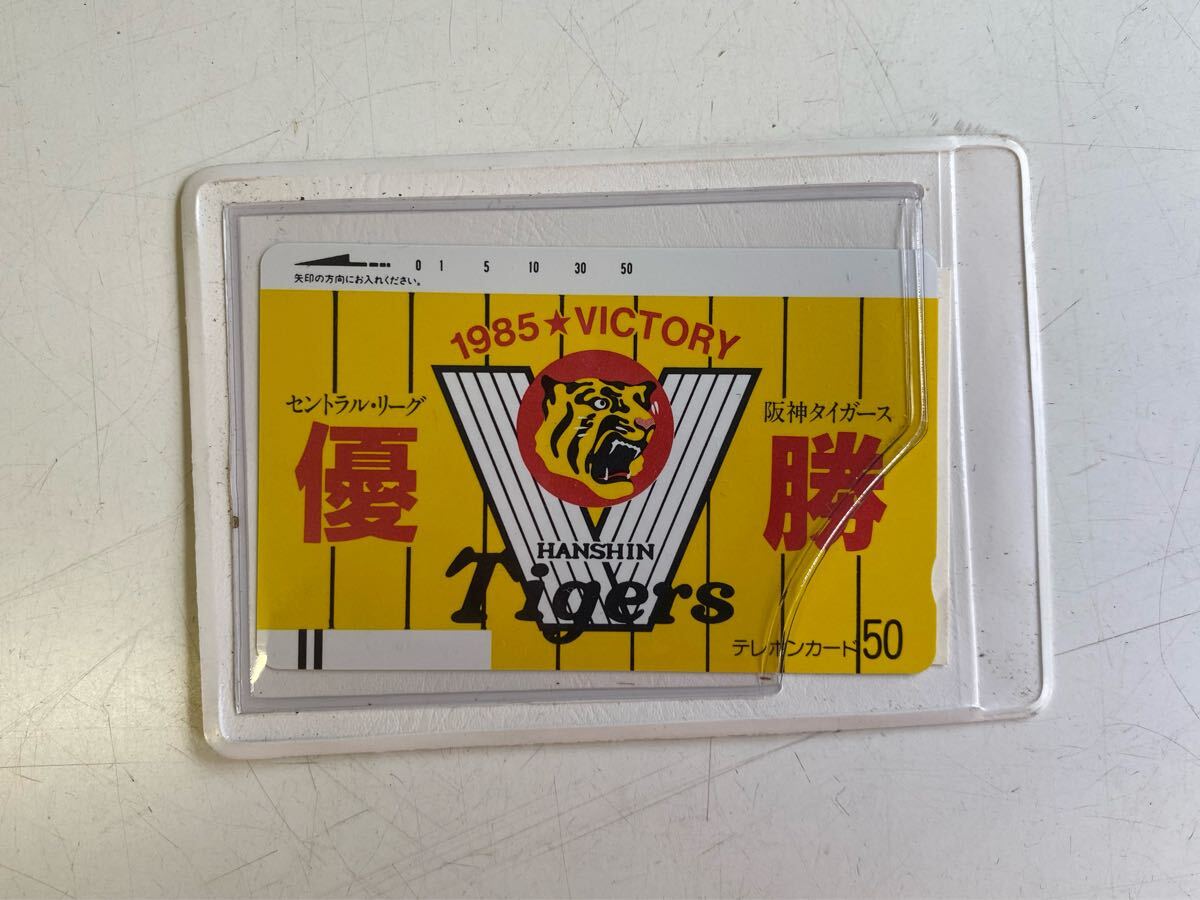 0 1 5 10 30 50
矢印の方向にお入れください。
1985★VICTORY
セントラル・リーグ
優
阪神タイガース
勝
HANSHIN
Tigers
テレホンカード50